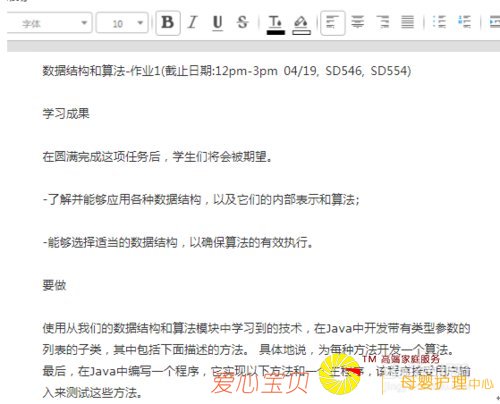 字体 10 B I U S T
数据结构和算法-作业1(截止日期:12pm-3pm 04/19, SD546, SD554)
学习成果
在圆满完成这项任务后，学生们将会被期望。
-了解并能够应用各种数据结构，以及它们的内部表示和算法;
-能够选择适当的数据结构，以确保算法的有效执行。
要做
使用从我们的数据结构和算法模块中学习到的技术，在Java中开发带有类型参数的
列表的子类，其中包括下面描述的方法。 具体地说，为每种方法开发一个算法。
TM 高端家庭服务
最后，在Java中编写一个程序，它实现以下方法和一个主程序，该程序接受用户输
入来测试这些方法。
爱心宝贝 母婴护理中心